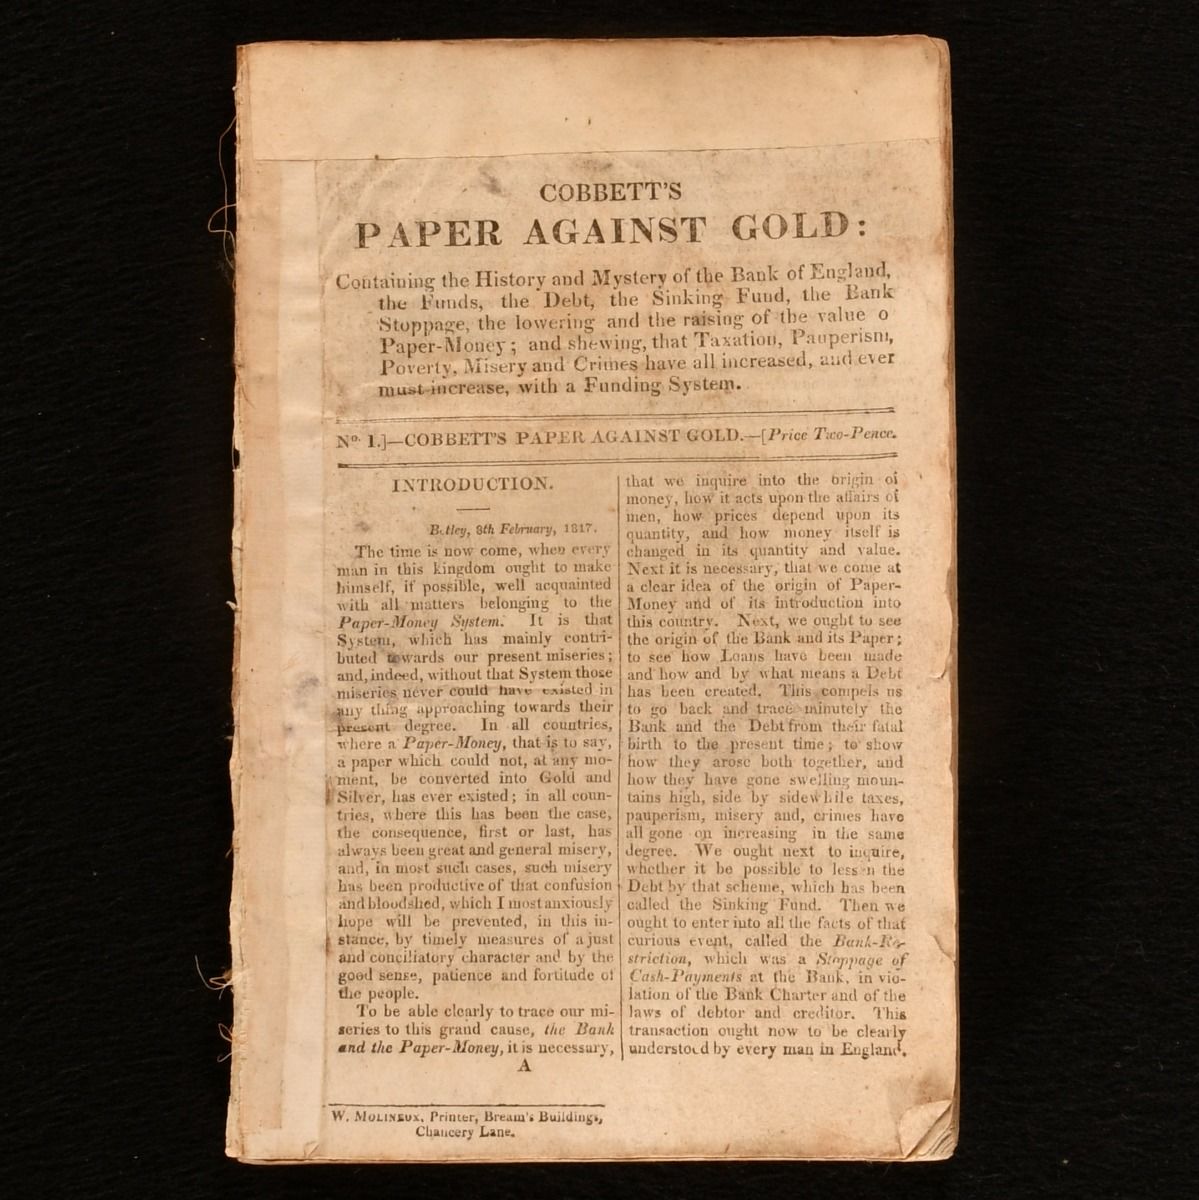 COBBETT'S
PAPER AGAINST GOLD:
Containing the History and Mystery of the Bank of England,
the Funds, the Debt, the Sinking Fund, the Bank
Stoppage, the lowering and the raising of the value o
Paper-Money; and shewing, that Taxation, Pauperism,
Poverty, Misery and Crimes have all increased, and ever
must increase, with a Funding System.
No. 1.]—COBBETT'S PAPER AGAINST GOLD.—[Price Two-Pence.
INTRODUCTION.
Botley, 8th February, 1817.
The time is now come, when every
man in this kingdom ought to make
himself, if possible, well acquainted
with all matters belonging to the
Paper-Money System. It is that
System, which has mainly contri-
buted towards our present miseries;
and, indeed, without that System those
miseries never could have existed in
any thing approaching towards their
present degree. In all countries,
where a Paper-Money, that is to say,
a paper which could not, at any mo-
ment, be converted into Gold and
Silver, has ever existed; in all coun-
tries, where this has been the case,
the consequence, first or last, has
always been great and general misery,
and, in most such cases, such misery
has been productive of that confusion
and bloodshed, which I most anxiously
hope will be prevented, in this in-
stance, by timely measures of a just
and conciliatory character and by the
good sense, patience and fortitude of
the people.
To be able clearly to trace our mi-
series to this grand cause, the Bank
and the Paper-Money, it is necessary,
A
W. MOLINEUX, Printer, Bream's Buildings,
Chancery Lane.
that we inquire into the origin of
money, how it acts upon the affairs of
men, how prices depend upon its
quantity, and how money itself is
changed in its quantity and value.
Next it is necessary, that we come at
a clear idea of the origin of Paper-
Money and of its introduction into
this country. Next, we ought to see
the origin of the Bank and its Paper;
to see how Loans have been made
and how and by what means a Debt
has been created. This compels us
to go back and trace minutely the
Bank and the Debt from their fatal
birth to the present time; to show
how they arose both together, and
how they have gone swelling moun-
tains high, side by side while taxes,
pauperism, misery and, crimes have
all gone on increasing in the same
degree. We ought next to inquire,
whether it be possible to lessen the
Debt by that scheme, which has been
called the Sinking Fund. Then we
ought to enter into all the facts of that
curious event, called the Bank-Re-
striction, which was a Stoppage of
Cash-Payments at the Bank, in vio-
lation of the Bank Charter and of the
laws of debtor and creditor. This
transaction ought now to be clearly
understood by every man in England.